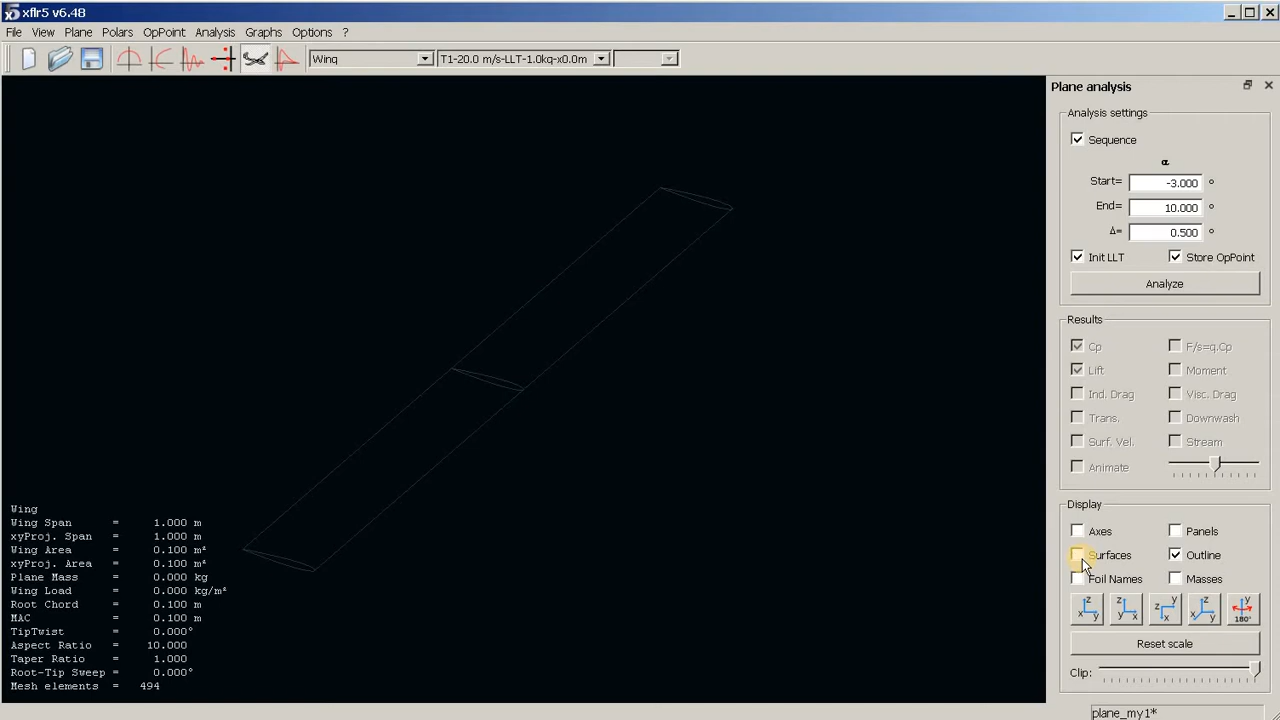 xflr5 v6.48
File View Plane Polars OpPoint Analysis Graphs Options ?
Wing T1-20.0 m/s-LLT-1.0kg-x0.0m
Plane analysis
Analysis settings
Sequence
α
Start= -3.000 °
End= 10.000 °
Δ= 0.500 °
Init LLT Store OpPoint
Analyze
Results
Cp F/s=q.Cp
Lift Moment
Ind. Drag Visc. Drag
Trans. Downwash
Surf. Vel. Stream
Animate
Display
Axes Panels
Surfaces Outline
Foil Names Masses
z x y z y x y z x z x y y 180°
Reset scale
Clip:
Wing
Wing Span = 1.000 m
xyProj. Span = 1.000 m
Wing Area = 0.100 m²
xyProj. Area = 0.100 m²
Plane Mass = 0.000 kg
Wing Load = 0.000 kg/m²
Root Chord = 0.100 m
MAC = 0.100 m
TipTwist = 0.000°
Aspect Ratio = 10.000
Taper Ratio = 1.000
Root-Tip Sweep = 0.000°
Mesh elements = 494
plane_my1*